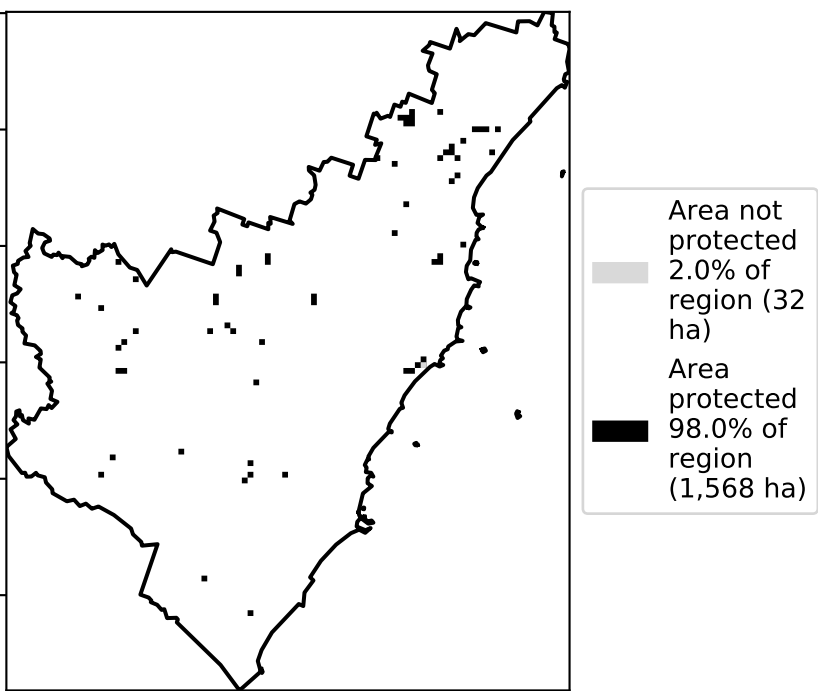 Area not
protected
2.0% of
region (32
ha)
Area
protected
98.0% of
region
(1,568 ha)